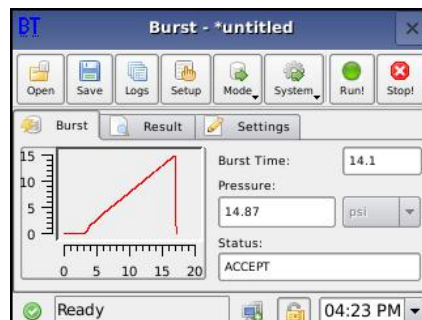 BT Burst - *untitled
Open Save Logs Setup Mode System Run! Stop!
Burst Result Settings
15
10
5
0
0 5 10 15 20
Burst Time: 14.1
Pressure:
14.87 psi
Status:
ACCEPT
Ready 04:23 PM